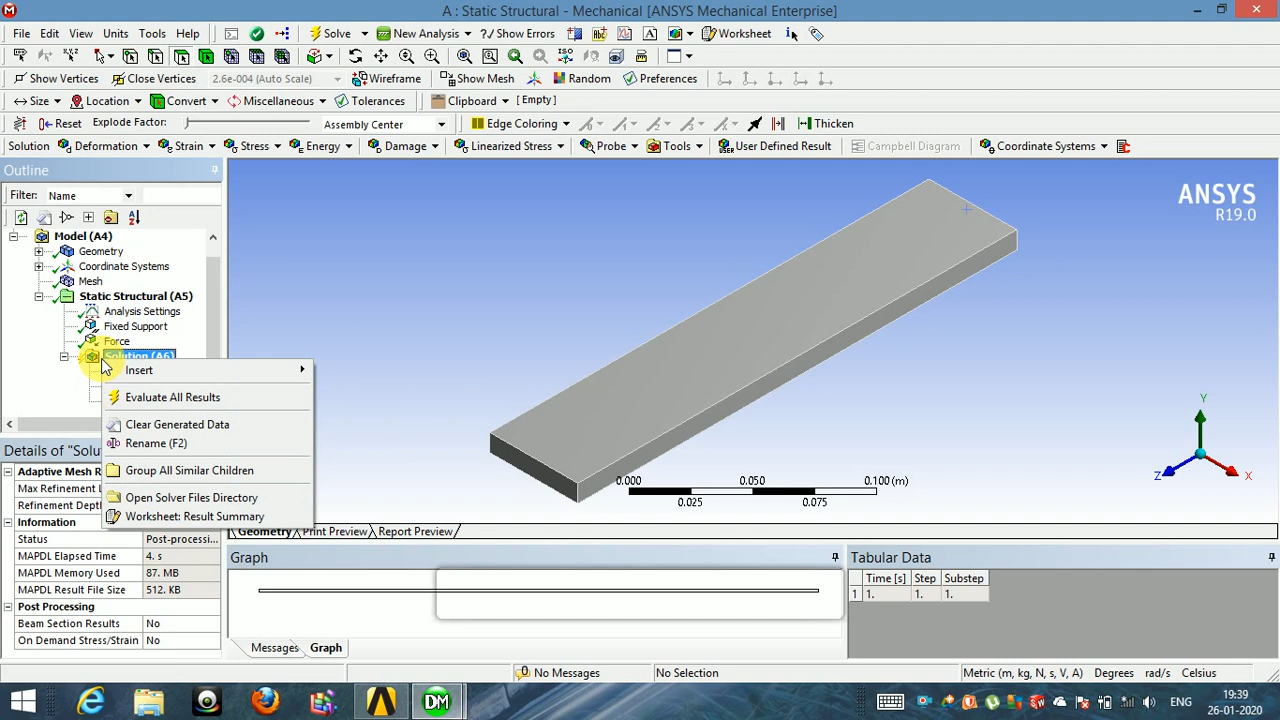 A : Static Structural - Mechanical [ANSYS Mechanical Enterprise]
File Edit View Units Tools Help Solve New Analysis ?/ Show Errors Worksheet
Show Vertices Close Vertices 2.6e-004 (Auto Scale) Wireframe Show Mesh Random Preferences
Size Location Convert Miscellaneous Tolerances Clipboard [ Empty ]
Reset Explode Factor: Assembly Center Edge Coloring Thicken
Solution Deformation Strain Stress Energy Damage Linearized Stress Probe Tools User Defined Result Campbell Diagram Coordinate Systems
Outline
Filter: Name
Model (A4)
Geometry
Coordinate Systems
Mesh
Static Structural (A5)
Analysis Settings
Fixed Support
Force
Solution (A6)
Insert
Evaluate All Results
Clear Generated Data
Rename (F2)
Group All Similar Children
Open Solver Files Directory
Worksheet: Result Summary
Details of "Solu
Adaptive Mesh R
Max Refinement L
Refinement Depth
Information
Status Post-processi...
MAPDL Elapsed Time 4. s
MAPDL Memory Used 87. MB
MAPDL Result File Size 512. KB
Post Processing
Beam Section Results No
On Demand Stress/Strain No
ANSYS
R19.0
0.000 0.050 0.100 (m)
0.025 0.075
Y
Z X
Geometry Print Preview Report Preview
Graph
Messages Graph
Tabular Data
Time [s] Step Substep
1 1. 1. 1.
0 No Messages No Selection Metric (m, kg, N, s, V, A) Degrees rad/s Celsius
DM
ENG
19:39
26-01-2020